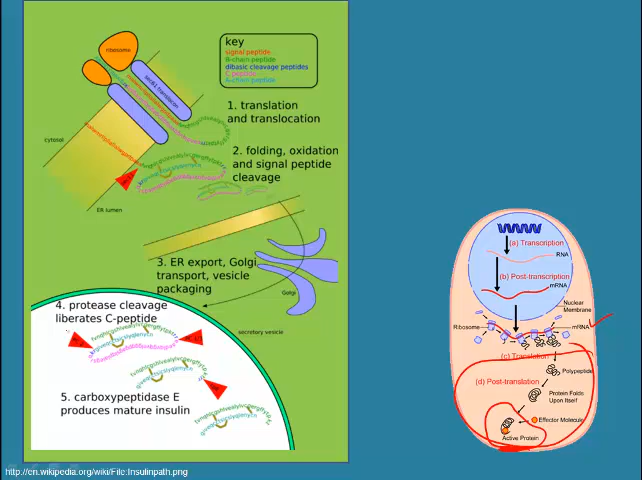 ribosome
key
signal peptide
B-chain peptide
dibasic cleavage peptides
C peptide
A-chain peptide
sec61 translocon
1. translation
and translocation
cytosol
2. folding, oxidation
and signal peptide
cleavage
ER lumen
3. ER export, Golgi
transport, vesicle
packaging
Golgi
4. protease cleavage
liberates C-peptide
secretory vesicle
5. carboxypeptidase E
produces mature insulin
(a) Transcription
RNA
(b) Post-transcription
mRNA
Nuclear
Membrane
Ribosome
mRNA
(c) Translation
Polypeptide
(d) Post-translation
Protein Folds
Upon Itself
Effector Molecule
Active Protein
http://en.wikipedia.org/wiki/File:Insulinpath.png